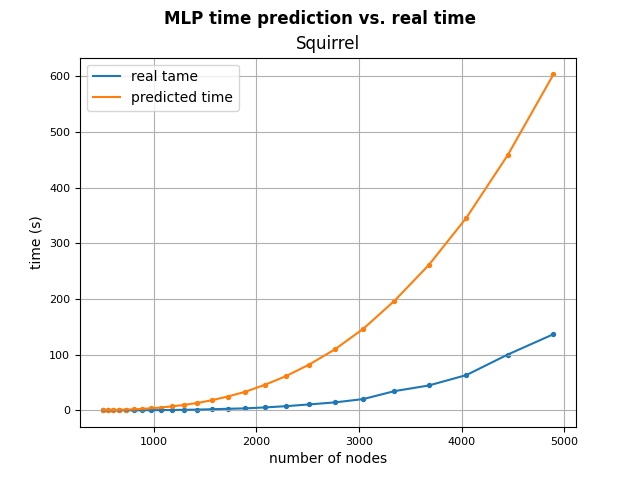 MLP time prediction vs. real time
Squirrel
real tame
predicted time
600
500
400
300
200
100
0
time (s)
1000
2000
3000
4000
5000
number of nodes